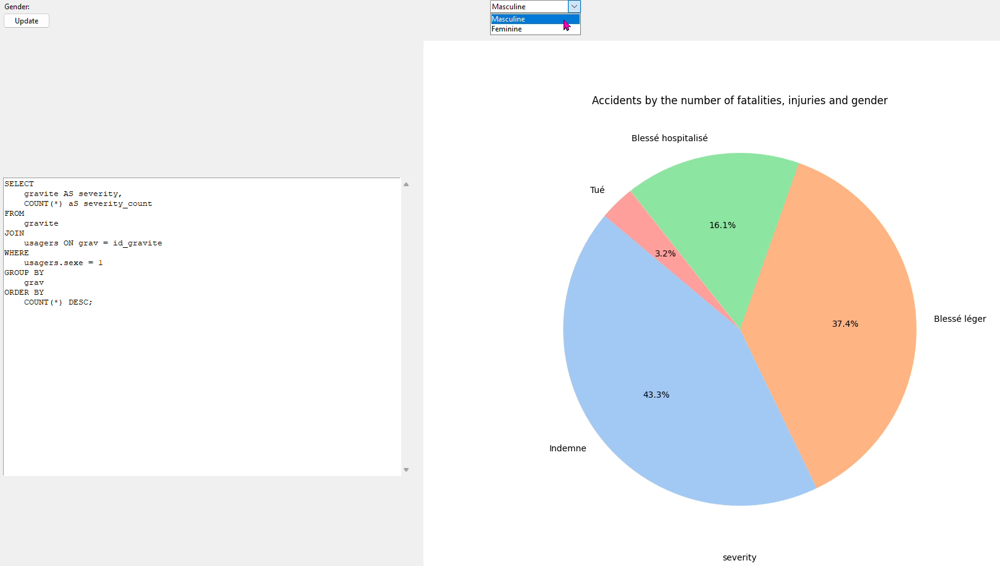 Gender:
Masculine
Update
Masculine
Feminine
SELECT
    gravite AS severity,
    COUNT(*) aS severity_count
FROM
    gravite
JOIN
    usagers ON grav = id_gravite
WHERE
    usagers.sexe = 1
GROUP BY
    grav
ORDER BY
    COUNT(*) DESC;
Accidents by the number of fatalities, injuries and gender
Blessé hospitalisé
Tué
16.1%
3.2%
Blessé léger
37.4%
43.3%
Indemne
severity